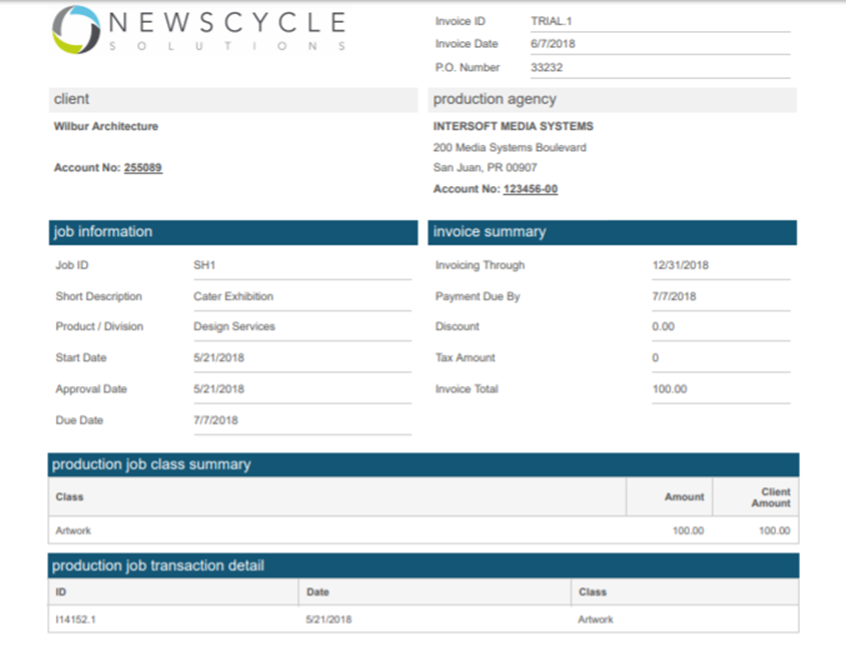 NEWSCYCLE
SOLUTIONS
Invoice ID TRIAL.1
Invoice Date 6/7/2018
P.O. Number 33232
client
Wilbur Architecture
Account No: 255089
production agency
INTERSOFT MEDIA SYSTEMS
200 Media Systems Boulevard
San Juan, PR 00907
Account No: 123456-00
job information
Job ID SH1
Short Description Cater Exhibition
Product / Division Design Services
Start Date 5/21/2018
Approval Date 5/21/2018
Due Date 7/7/2018
invoice summary
Invoicing Through 12/31/2018
Payment Due By 7/7/2018
Discount 0.00
Tax Amount 0
Invoice Total 100.00
production job class summary
Class Amount Client
Amount
Artwork 100.00 100.00
production job transaction detail
ID Date Class
I14152.1 5/21/2018 Artwork